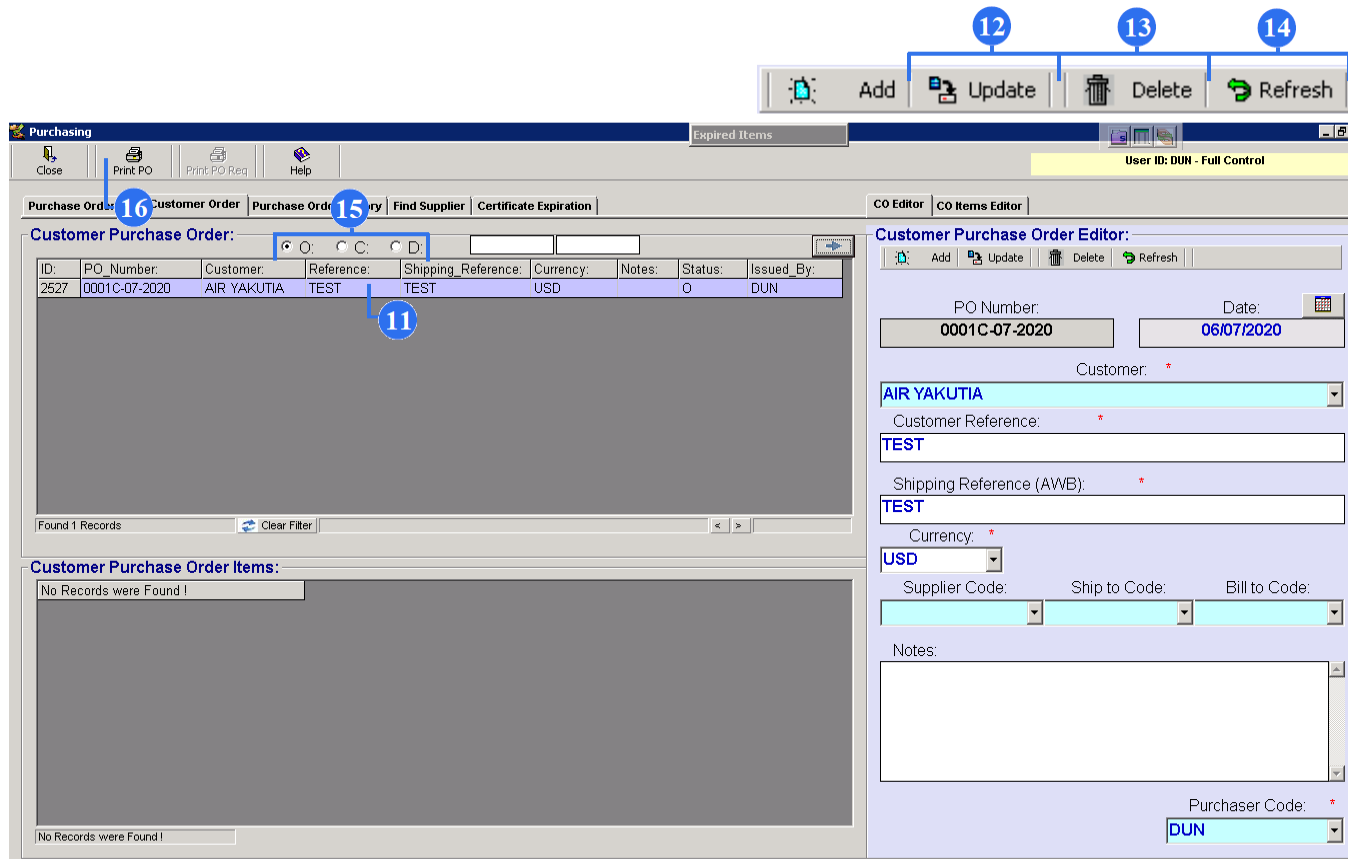 12 13 14
Add Update Delete Refresh
Purchasing
Expired Items
Close Print PO Print PO Req Help
User ID: DUN - Full Control
16 15
Purchase Customer Order Purchase Find Supplier Certificate Expiration
CO Editor CO Items Editor
Customer Purchase Order:
O: C: D:
ID: PO_Number: Customer: Reference: Shipping_Reference: Currency: Notes: Status: Issued_By:
2527 0001C-07-2020 AIR YAKUTIA TEST TEST USD O DUN
11
Found 1 Records Clear Filter < >
Customer Purchase Order Items:
No Records were Found !
No Records were Found !
Customer Purchase Order Editor:
Add Update Delete Refresh
PO Number: Date:
0001C-07-2020 06/07/2020
Customer: *
AIR YAKUTIA
Customer Reference: *
TEST
Shipping Reference (AWB): *
TEST
Currency: *
USD
Supplier Code: Ship to Code: Bill to Code:
Notes:
Purchaser Code: *
DUN